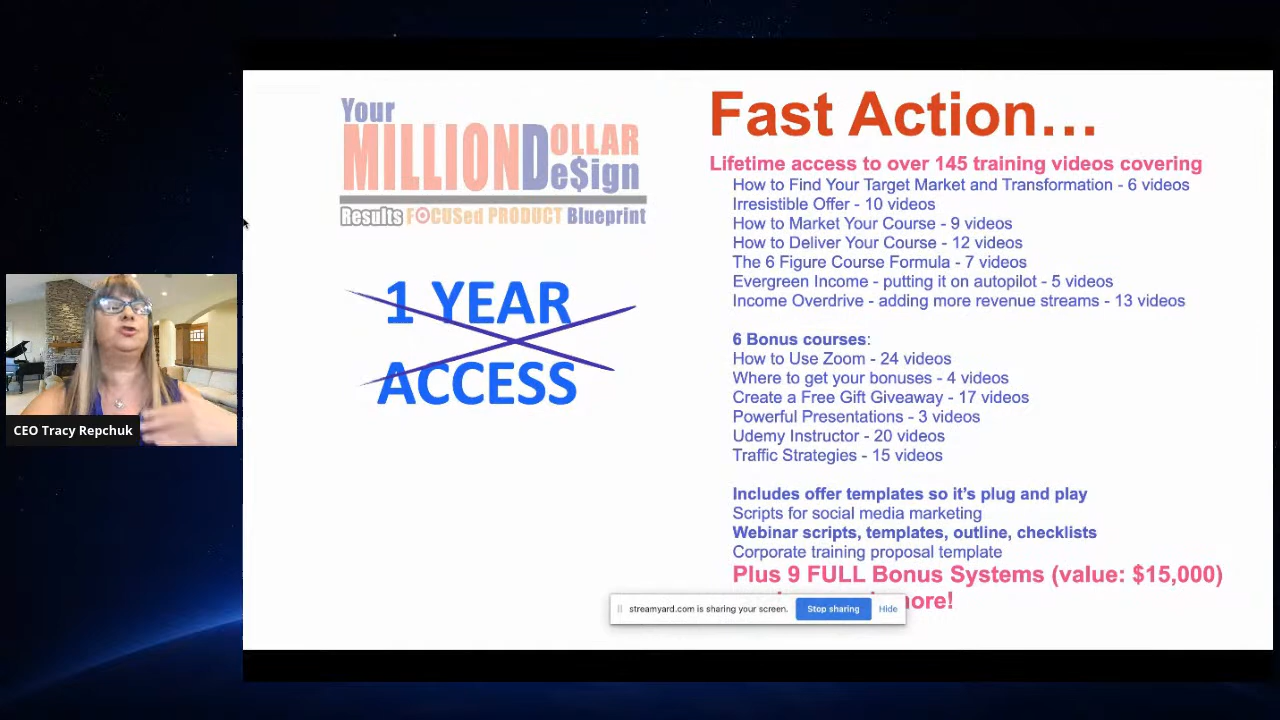 Your
MILLION DOLLAR
De$ign
Results FOCUSed PRODUCT Blueprint
1 YEAR
ACCESS
CEO Tracy Repchuk
Fast Action…
Lifetime access to over 145 training videos covering
How to Find Your Target Market and Transformation - 6 videos
Irresistible Offer - 10 videos
How to Market Your Course - 9 videos
How to Deliver Your Course - 12 videos
The 6 Figure Course Formula - 7 videos
Evergreen Income - putting it on autopilot - 5 videos
Income Overdrive - adding more revenue streams - 13 videos
6 Bonus courses:
How to Use Zoom - 24 videos
Where to get your bonuses - 4 videos
Create a Free Gift Giveaway - 17 videos
Powerful Presentations - 3 videos
Udemy Instructor - 20 videos
Traffic Strategies - 15 videos
Includes offer templates so it's plug and play
Scripts for social media marketing
Webinar scripts, templates, outline, checklists
Corporate training proposal template
Plus 9 FULL Bonus Systems (value: $15,000)
more!
streamyard.com is sharing your screen.
Stop sharing
Hide